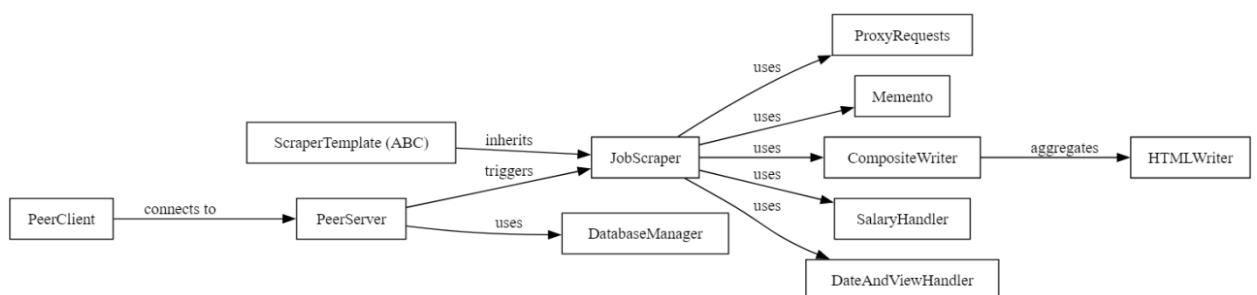 ProxyRequests
uses
Memento
uses
ScraperTemplate (ABC)
inherits
JobScraper
uses
CompositeWriter
aggregates
HTMLWriter
triggers
uses
SalaryHandler
PeerClient
connects to
PeerServer
uses
uses
DatabaseManager
DateAndViewHandler